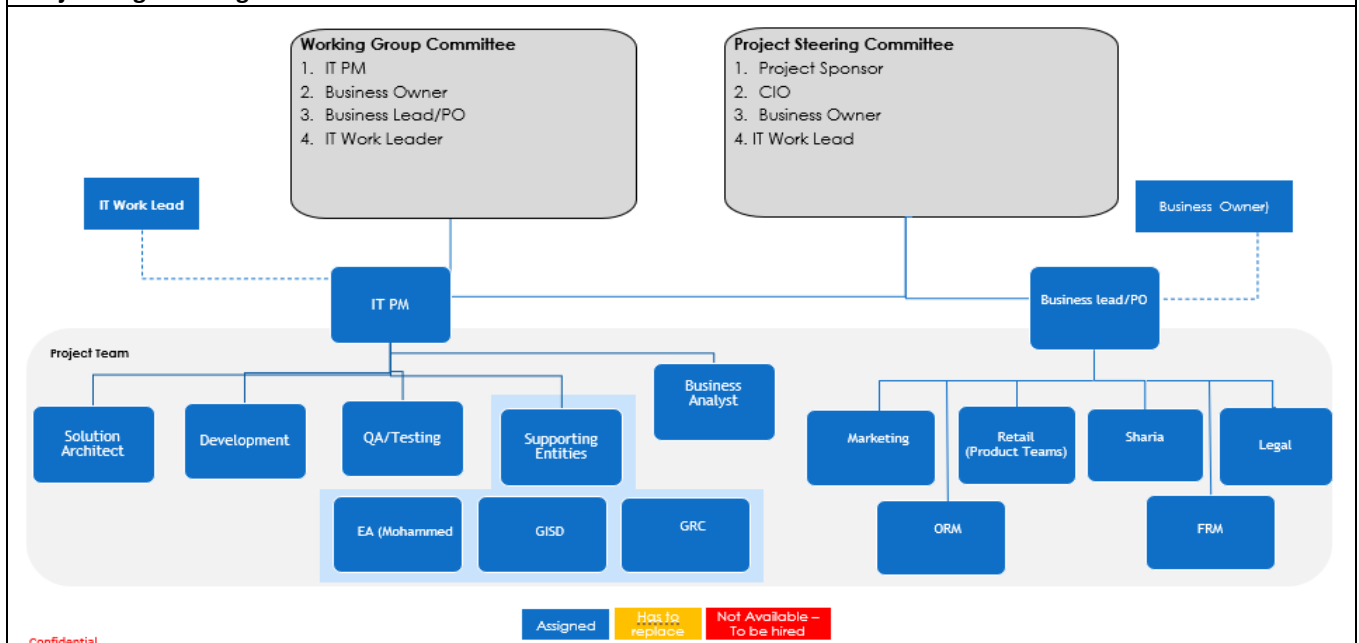 Working Group Committee
1. IT PM
2. Business Owner
3. Business Lead/PO
4. IT Work Leader
Project Steering Committee
1. Project Sponsor
2. CIO
3. Business Owner
4. IT Work Lead
IT Work Lead
Business Owner)
IT PM
Business lead/PO
Project Team
Solution
Architect
Development
QA/Testing
Supporting
Entities
Business
Analyst
Marketing
Retail
(Product Teams)
Sharia
Legal
EA (Mohammed
GISD
GRC
ORM
FRM
Assigned
Has to
replace
Not Available –
To be hired
Confidential